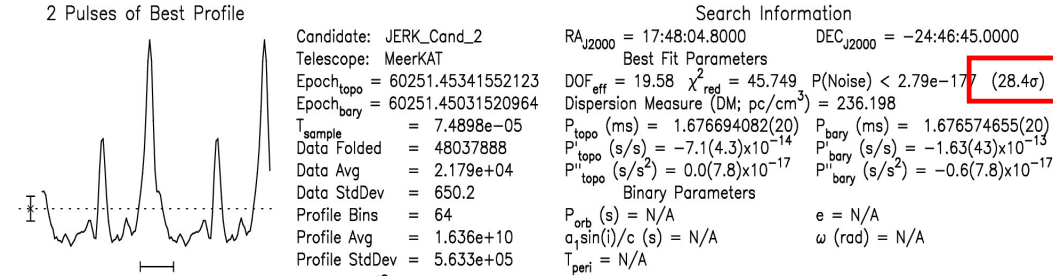 2 Pulses of Best Profile
Search Information
Candidate: JERK_Cand_2
RA_J2000 = 17:48:04.8000
DEC_J2000 = −24:46:45.0000
Telescope: MeerKAT
Best Fit Parameters
Epoch_topo = 60251.45341552123
DOF_eff = 19.58 χ²_red = 45.749 P(Noise) < 2.79e−177 (28.4σ)
Epoch_bary = 60251.45031520964
Dispersion Measure (DM; pc/cm³) = 236.198
T_sample = 7.4898e−05
P_topo (ms) = 1.676694082(20)
P_bary (ms) = 1.676574655(20)
Data Folded = 48037888
P'_topo (s/s) = −7.1(4.3)x10⁻¹⁴
P'_bary (s/s) = −1.63(43)x10⁻¹³
Data Avg = 2.179e+04
P''_topo (s/s²) = 0.0(7.8)x10⁻¹⁷
P''_bary (s/s²) = −0.6(7.8)x10⁻¹⁷
Data StdDev = 650.2
Binary Parameters
Profile Bins = 64
P_orb (s) = N/A
e = N/A
Profile Avg = 1.636e+10
a₁sin(i)/c (s) = N/A
ω (rad) = N/A
Profile StdDev = 5.633e+05
T_peri = N/A